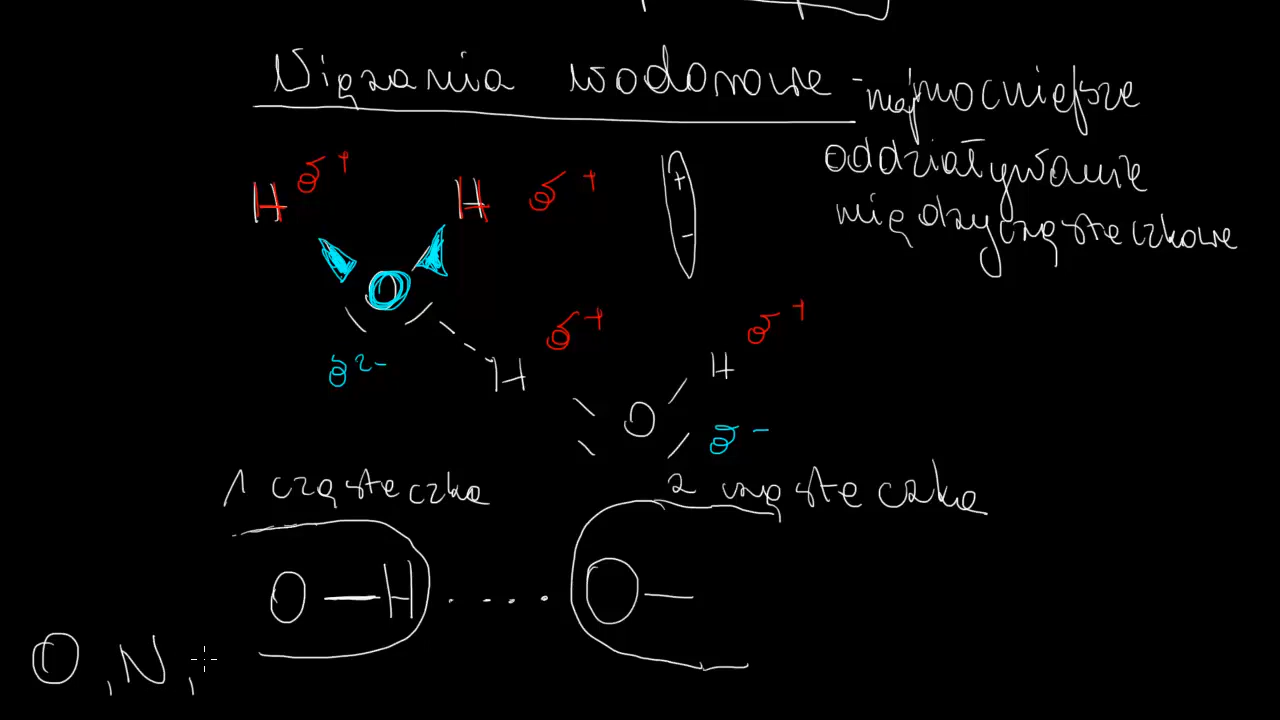 Wiązania wodorowe - najmocniejsze
oddziaływanie
międzycząsteczkowe
H δ+ H δ+ +
-
O
δ2-
H δ+ H δ+
O δ-
1 cząsteczka 2 cząsteczka
O-H.....O-
O, N,